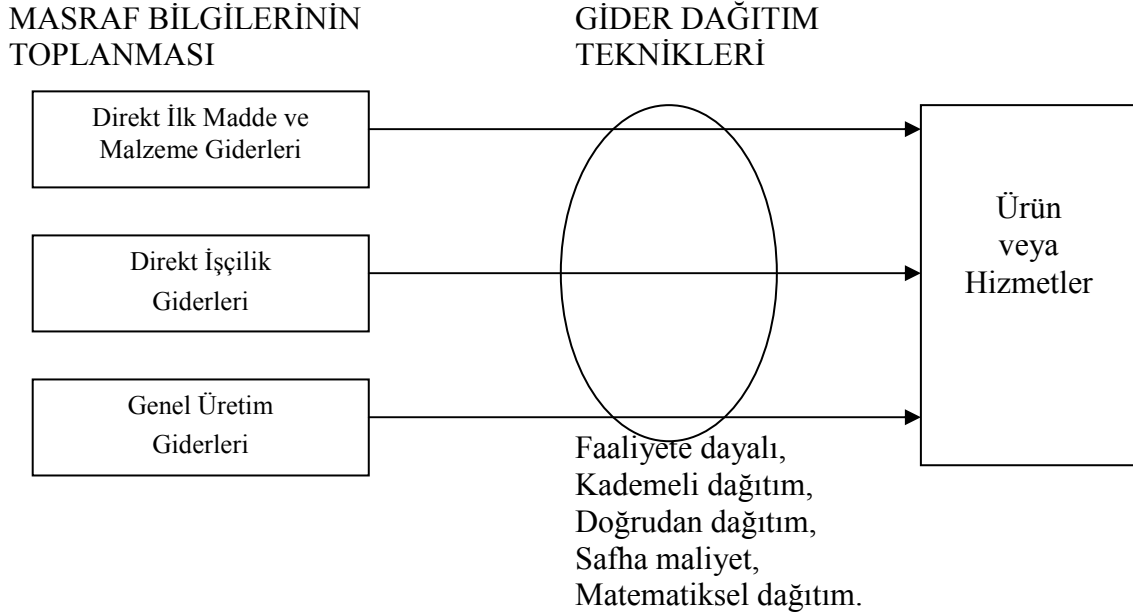 MASRAF BİLGİLERİNİN
TOPLANMASI
GİDER DAĞITIM
TEKNİKLERİ
Direkt İlk Madde ve
Malzeme Giderleri
Direkt İşçilik
Giderleri
Genel Üretim
Giderleri
Ürün
veya
Hizmetler
Faaliyete dayalı,
Kademeli dağıtım,
Doğrudan dağıtım,
Safha maliyet,
Matematiksel dağıtım.